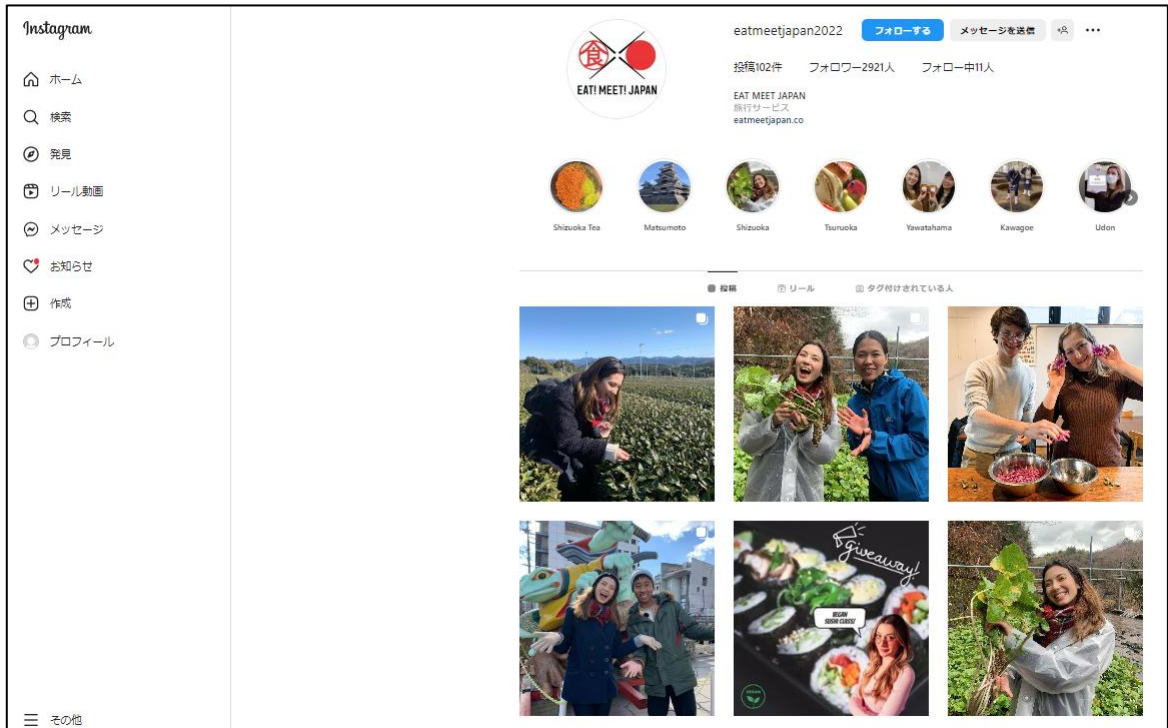 Instagram
ホーム
検索
発見
リール動画
メッセージ
お知らせ
作成
プロフィール
その他
食
EAT! MEET! JAPAN
eatmeetjapan2022 フォローする メッセージを送信
投稿102件 フォロワー2921人 フォロー中11人
EAT MEET JAPAN
旅行サービス
eatmeetjapan.co
Shizuoka Tea Matsumoto Shizuoka Tsuruoka Yawatahama Kawagoe Udon
投稿 リール タグ付けされている人
Giveaway!
VEGAN
SUSHI CLASS!
VEGAN